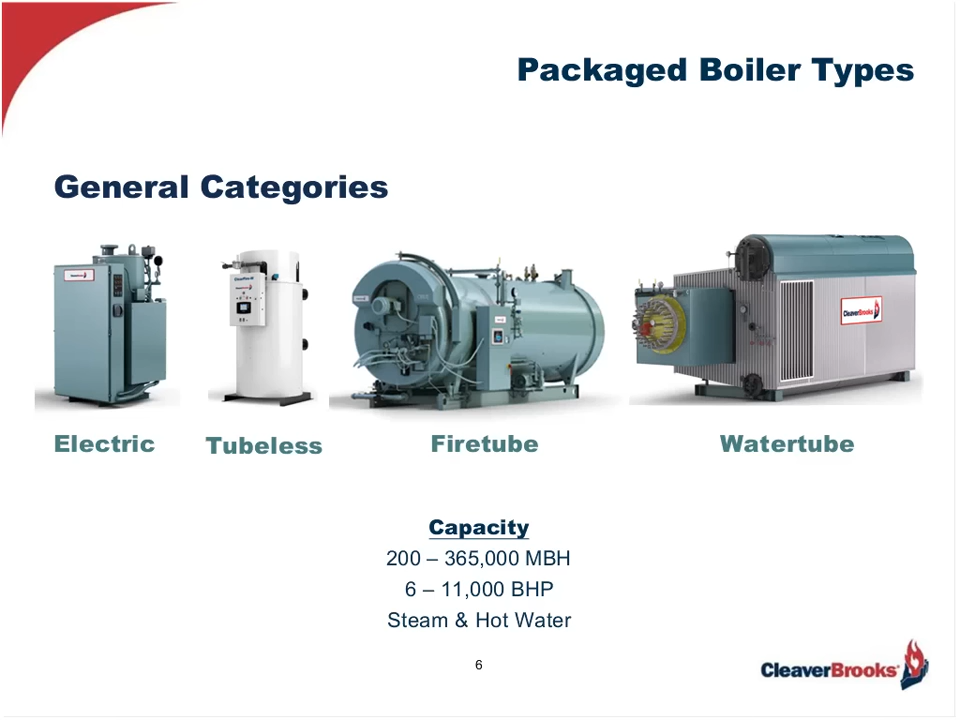 Packaged Boiler Types
General Categories
CleaverBrooks
Electric
Tubeless
Firetube
Watertube
Capacity
200 – 365,000 MBH
6 – 11,000 BHP
Steam & Hot Water
6
CleaverBrooks